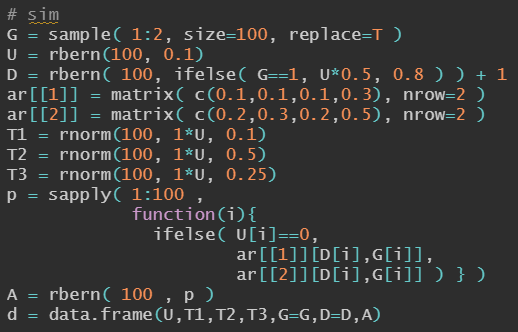 # sim
G = sample( 1:2, size=100, replace=T )
U = rbern(100, 0.1)
D = rbern( 100, ifelse( G==1, U*0.5, 0.8 ) ) + 1
ar[[1]] = matrix( c(0.1,0.1,0.1,0.3), nrow=2 )
ar[[2]] = matrix( c(0.2,0.3,0.2,0.5), nrow=2 )
T1 = rnorm(100, 1*U, 0.1)
T2 = rnorm(100, 1*U, 0.5)
T3 = rnorm(100, 1*U, 0.25)
p = sapply( 1:100 ,
function(i){
ifelse( U[i]==0,
ar[[1]][D[i],G[i]],
ar[[2]][D[i],G[i]] ) } )
A = rbern( 100 , p )
d = data.frame(U,T1,T2,T3,G=G,D=D,A)